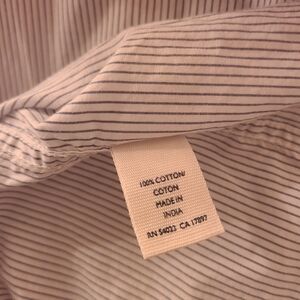 100% COTTON/
COTON
MADE IN
INDIA
RN 54023 CA 17897